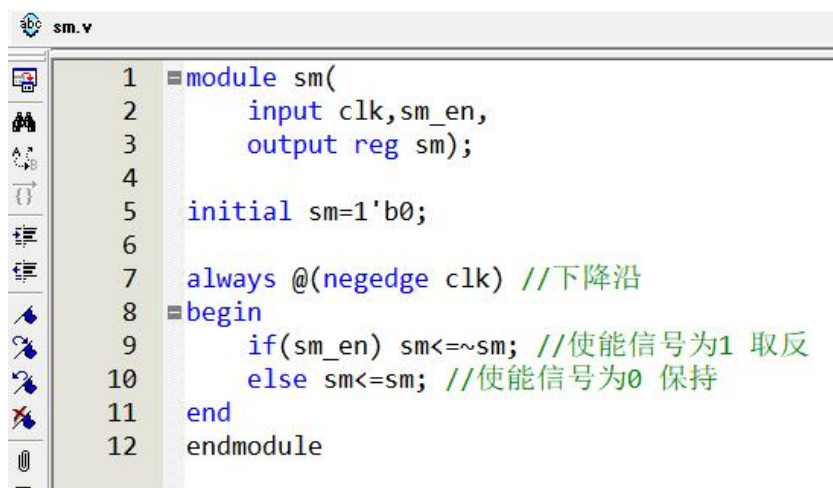 sm.v
1 module sm(
2 input clk,sm_en,
3 output reg sm);
4
5 initial sm=1'b0;
6
7 always @(negedge clk) //下降沿
8 begin
9 if(sm_en) sm<=~sm; //使能信号为1 取反
10 else sm<=sm; //使能信号为0 保持
11 end
12 endmodule